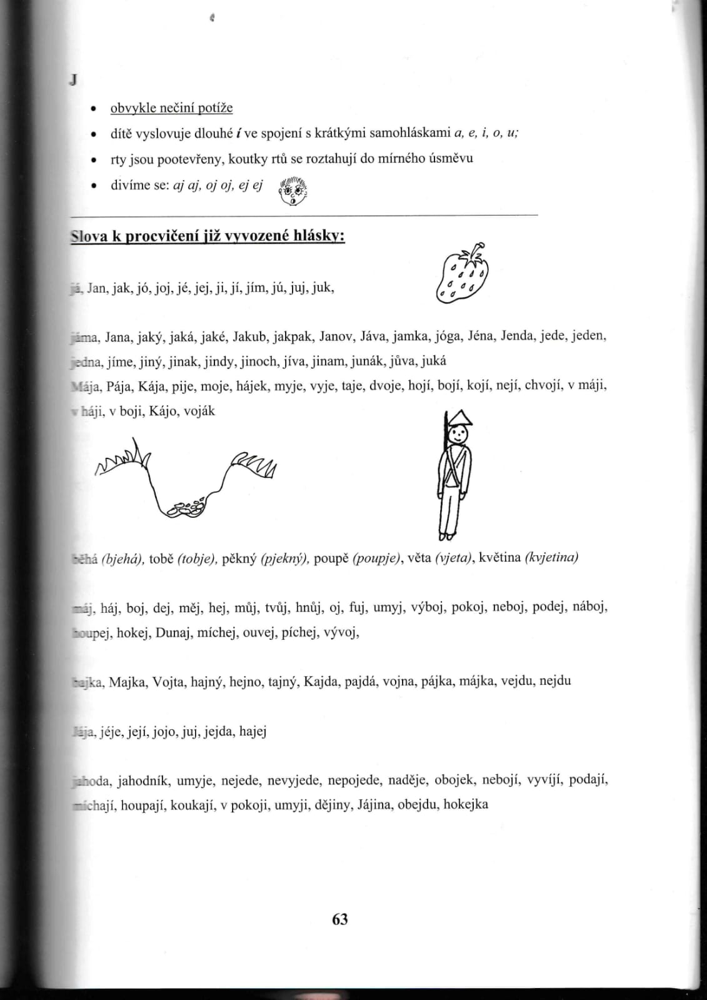 J
• obvykle nečiní potíže
• dítě vyslovuje dlouhé í ve spojení s krátkými samohláskami a, e, i, o, u;
• rty jsou pootevřeny, koutky rtů se roztahují do mírného úsměvu
• divíme se: aj aj, oj oj, ej ej
Slova k procvičení již vyvozené hlásky:
já, Jan, jak, jó, joj, jé, jej, ji, jí, jím, jú, juj, juk,
jáma, Jana, jaký, jaká, jaké, Jakub, jakpak, Janov, Jáva, jamka, jóga, Jéna, Jenda, jede, jeden,
jedna, jíme, jiný, jinak, jindy, jinoch, jíva, jinam, junák, jůva, juká
Mája, Pája, Kája, pije, moje, hájek, myje, vyje, taje, dvoje, hojí, bojí, kojí, nejí, chvojí, v máji,
v háji, v boji, Kájo, voják
běhá (bjehá), tobě (tobje), pěkný (pjekný), poupě (poupje), věta (vjeta), květina (kvjetina)
máj, háj, boj, dej, měj, hej, můj, tvůj, hnůj, oj, fuj, umyj, výboj, pokoj, neboj, podej, náboj,
houpej, hokej, Dunaj, míchej, ouvej, píchej, vývoj,
bajka, Majka, Vojta, hajný, hejno, tajný, Kajda, pajdá, vojna, pájka, májka, vejdu, nejdu
Jája, jéje, její, jojo, juj, jejda, hajej
jahoda, jahodník, umyje, nejede, nevyjede, nepojede, naděje, obojek, nebojí, vyvíjí, podají,
míchají, houpají, koukají, v pokoji, umyji, dějiny, Jájina, obejdu, hokejka
63